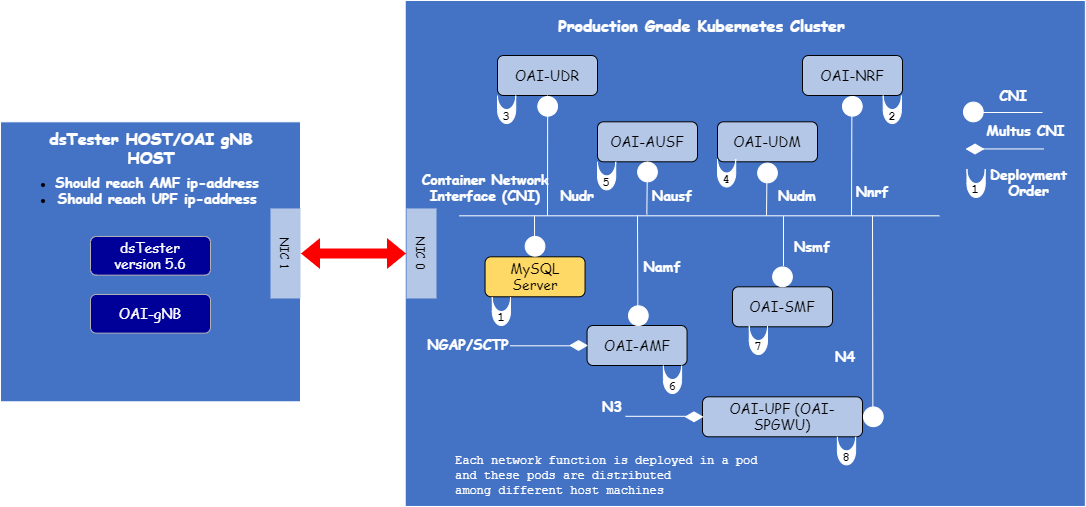 Production Grade Kubernetes Cluster
OAI-UDR
3
OAI-NRF
2
CNI
Multus CNI
1
Deployment
Order
OAI-AUSF
5
OAI-UDM
4
Container Network
Interface (CNI)
Nudr
Nausf
Nudm
Nnrf
dsTester HOST/OAI gNB
HOST
Should reach AMF ip-address
Should reach UPF ip-address
dsTester
version 5.6
OAI-gNB
NIC 1
NIC 0
MySQL
Server
1
Namf
Nsmf
OAI-SMF
7
NGAP/SCTP
OAI-AMF
6
N4
N3
OAI-UPF (OAI-
SPGWU)
8
Each network function is deployed in a pod
and these pods are distributed
among different host machines